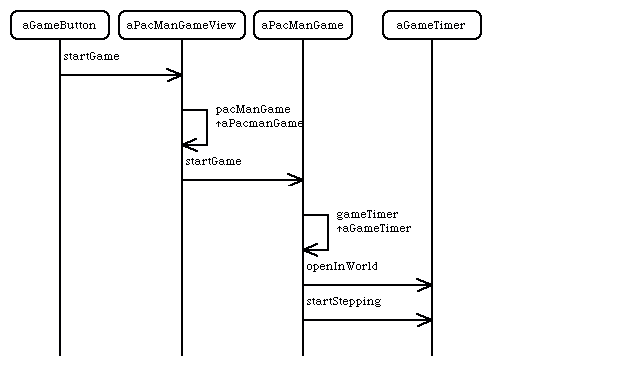 aGameButton aPacManGameView aPacManGame aGameTimer
startGame
pacManGame
↑aPacmanGame
startGame
gameTimer
↑aGameTimer
openInWorld
startStepping